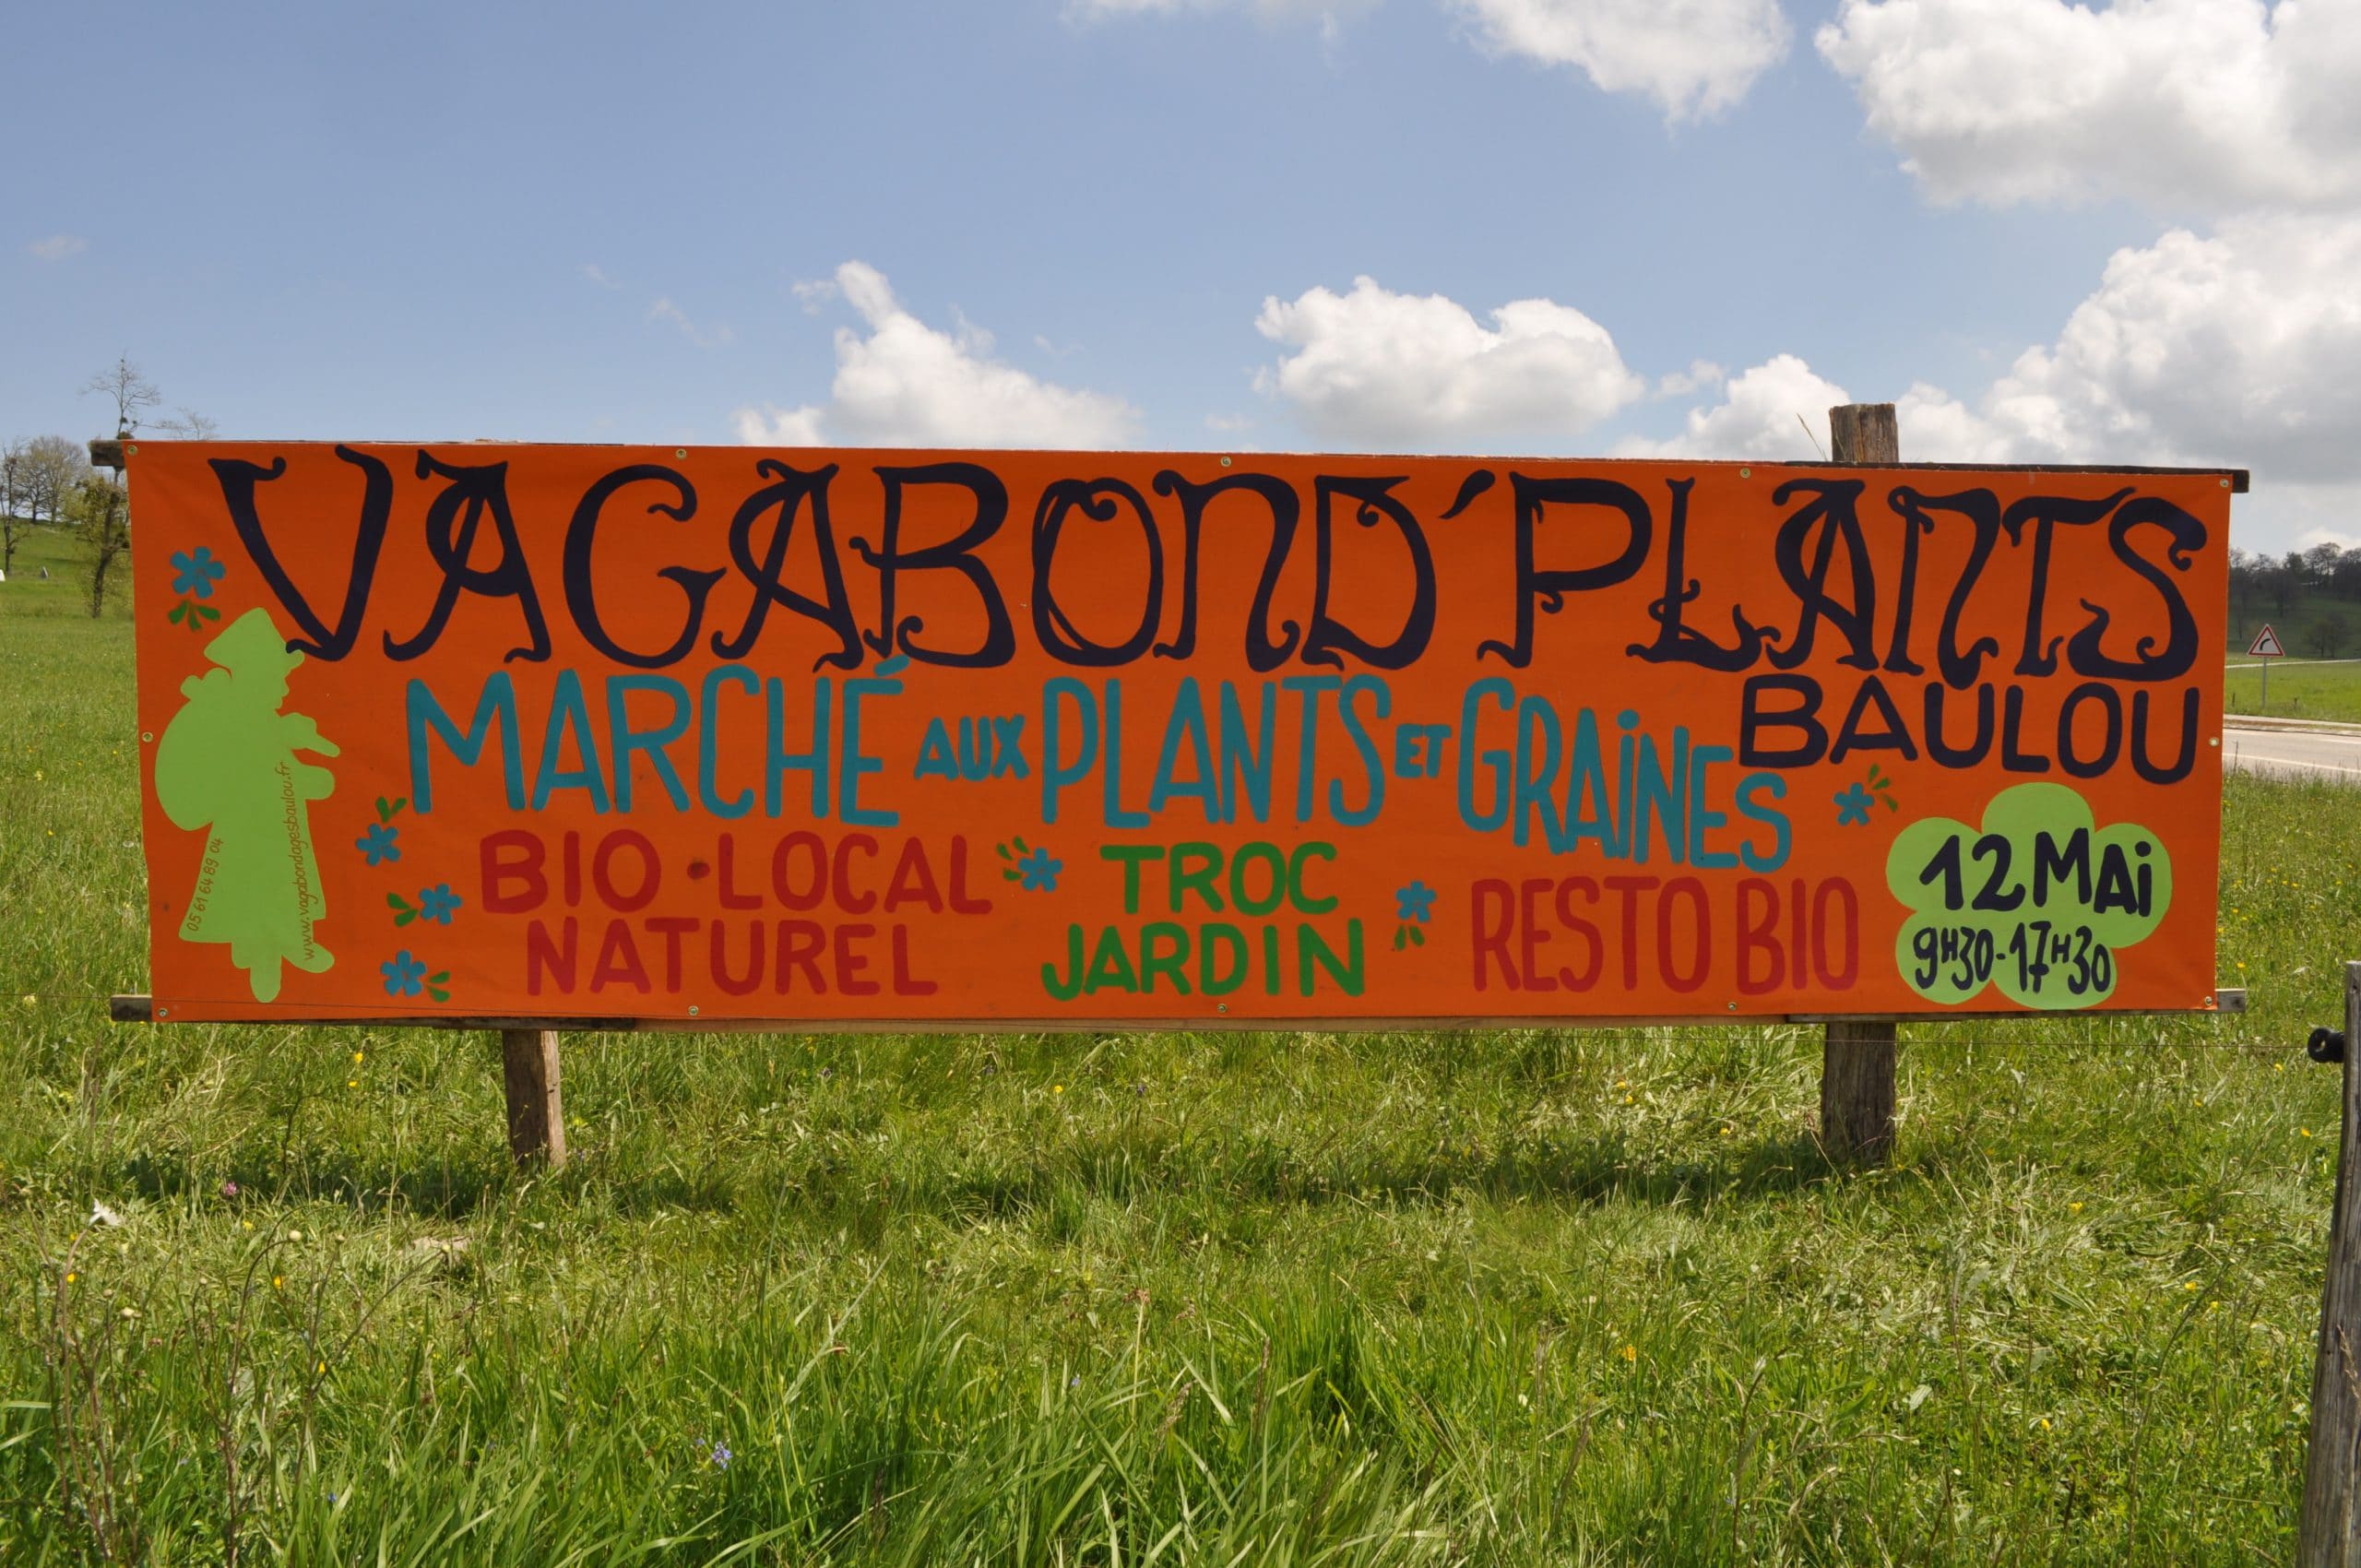 VAGABOND'PLANTS
BAULOU
MARCHÉ AUX PLANTS ET GRAiNES
BIO • LOCAL
NATUREL
TROC
JARDIN
RESTO BIO
12 MAi
9H30-17H30
05 61 64 89 04
www.vagabondagesbaulou.fr